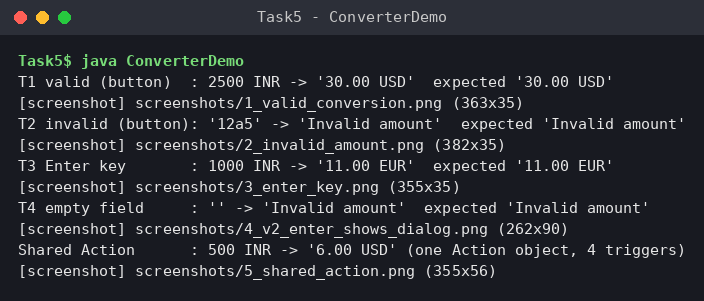 Task5 - ConverterDemo
Task5$ java ConverterDemo
T1 valid (button)  : 2500 INR -> '30.00 USD'  expected '30.00 USD'
[screenshot] screenshots/1_valid_conversion.png (363x35)
T2 invalid (button): '12a5' -> 'Invalid amount'  expected 'Invalid amount'
[screenshot] screenshots/2_invalid_amount.png (382x35)
T3 Enter key       : 1000 INR -> '11.00 EUR'  expected '11.00 EUR'
[screenshot] screenshots/3_enter_key.png (355x35)
T4 empty field     : '' -> 'Invalid amount'  expected 'Invalid amount'
[screenshot] screenshots/4_v2_enter_shows_dialog.png (262x90)
Shared Action      : 500 INR -> '6.00 USD' (one Action object, 4 triggers)
[screenshot] screenshots/5_shared_action.png (355x56)